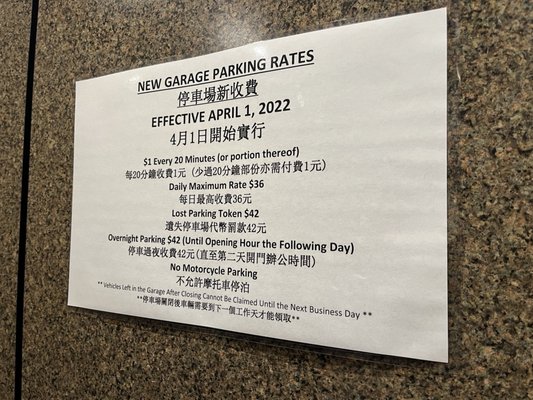 NEW GARAGE PARKING RATES
停車場新收費
EFFECTIVE APRIL 1, 2022
4月1日開始實行
$1 Every 20 Minutes (or portion thereof)
每20分鐘收費1元 (少過20分鐘部份亦需付費1元)
Daily Maximum Rate $36
每日最高收費36元
Lost Parking Token $42
遺失停車場代幣罰款42元
Overnight Parking $42 (Until Opening Hour the Following Day)
停車過夜收費42元(直至第二天開門辦公時間)
No Motorcycle Parking
不允許摩托車停泊
** Vehicles Left in the Garage After Closing Cannot Be Claimed Until the Next Business Day **
**停車場關閉後車輛需要到下一個工作天才能領取**